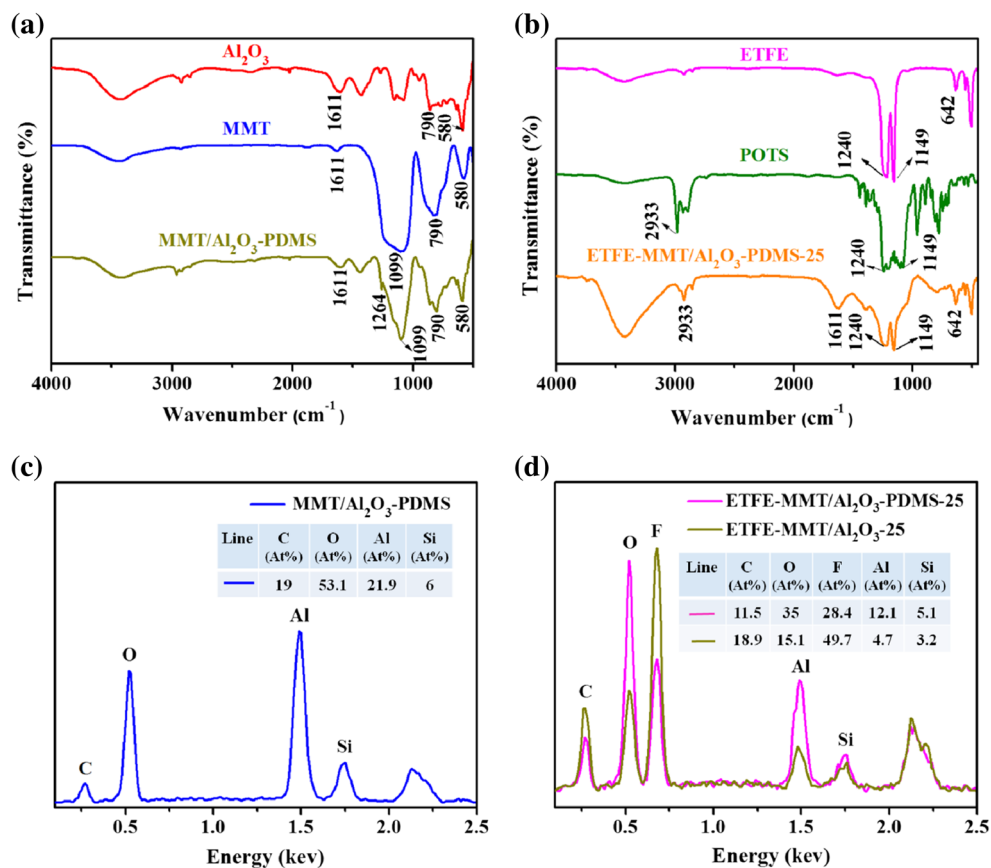 (a)
Al2O3
1611
790
580
MMT
1611
1099
790
580
MMT/Al2O3-PDMS
1611
1264
1099
790
580
Transmittance (%)
4000 3000 2000 1000 500
Wavenumber (cm-1)
(b)
ETFE
1240
1149
642
POTS
2933
1240
1149
ETFE-MMT/Al2O3-PDMS-25
2933
1611
1240
1149
642
Transmittance (%)
4000 3000 2000 1000
Wavenumber (cm-1)
(c)
MMT/Al2O3-PDMS
Line C (At%) O (At%) Al (At%) Si (At%)
19 53.1 21.9 6
C
O
Al
Si
0.5 1.0 1.5 2.0 2.5
Energy (kev)
(d)
ETFE-MMT/Al2O3-PDMS-25
ETFE-MMT/Al2O3-25
Line C (At%) O (At%) F (At%) Al (At%) Si (At%)
11.5 35 28.4 12.1 5.1
18.9 15.1 49.7 4.7 3.2
C
O
F
Al
Si
0.5 1.0 1.5 2.0 2.5
Energy (kev)